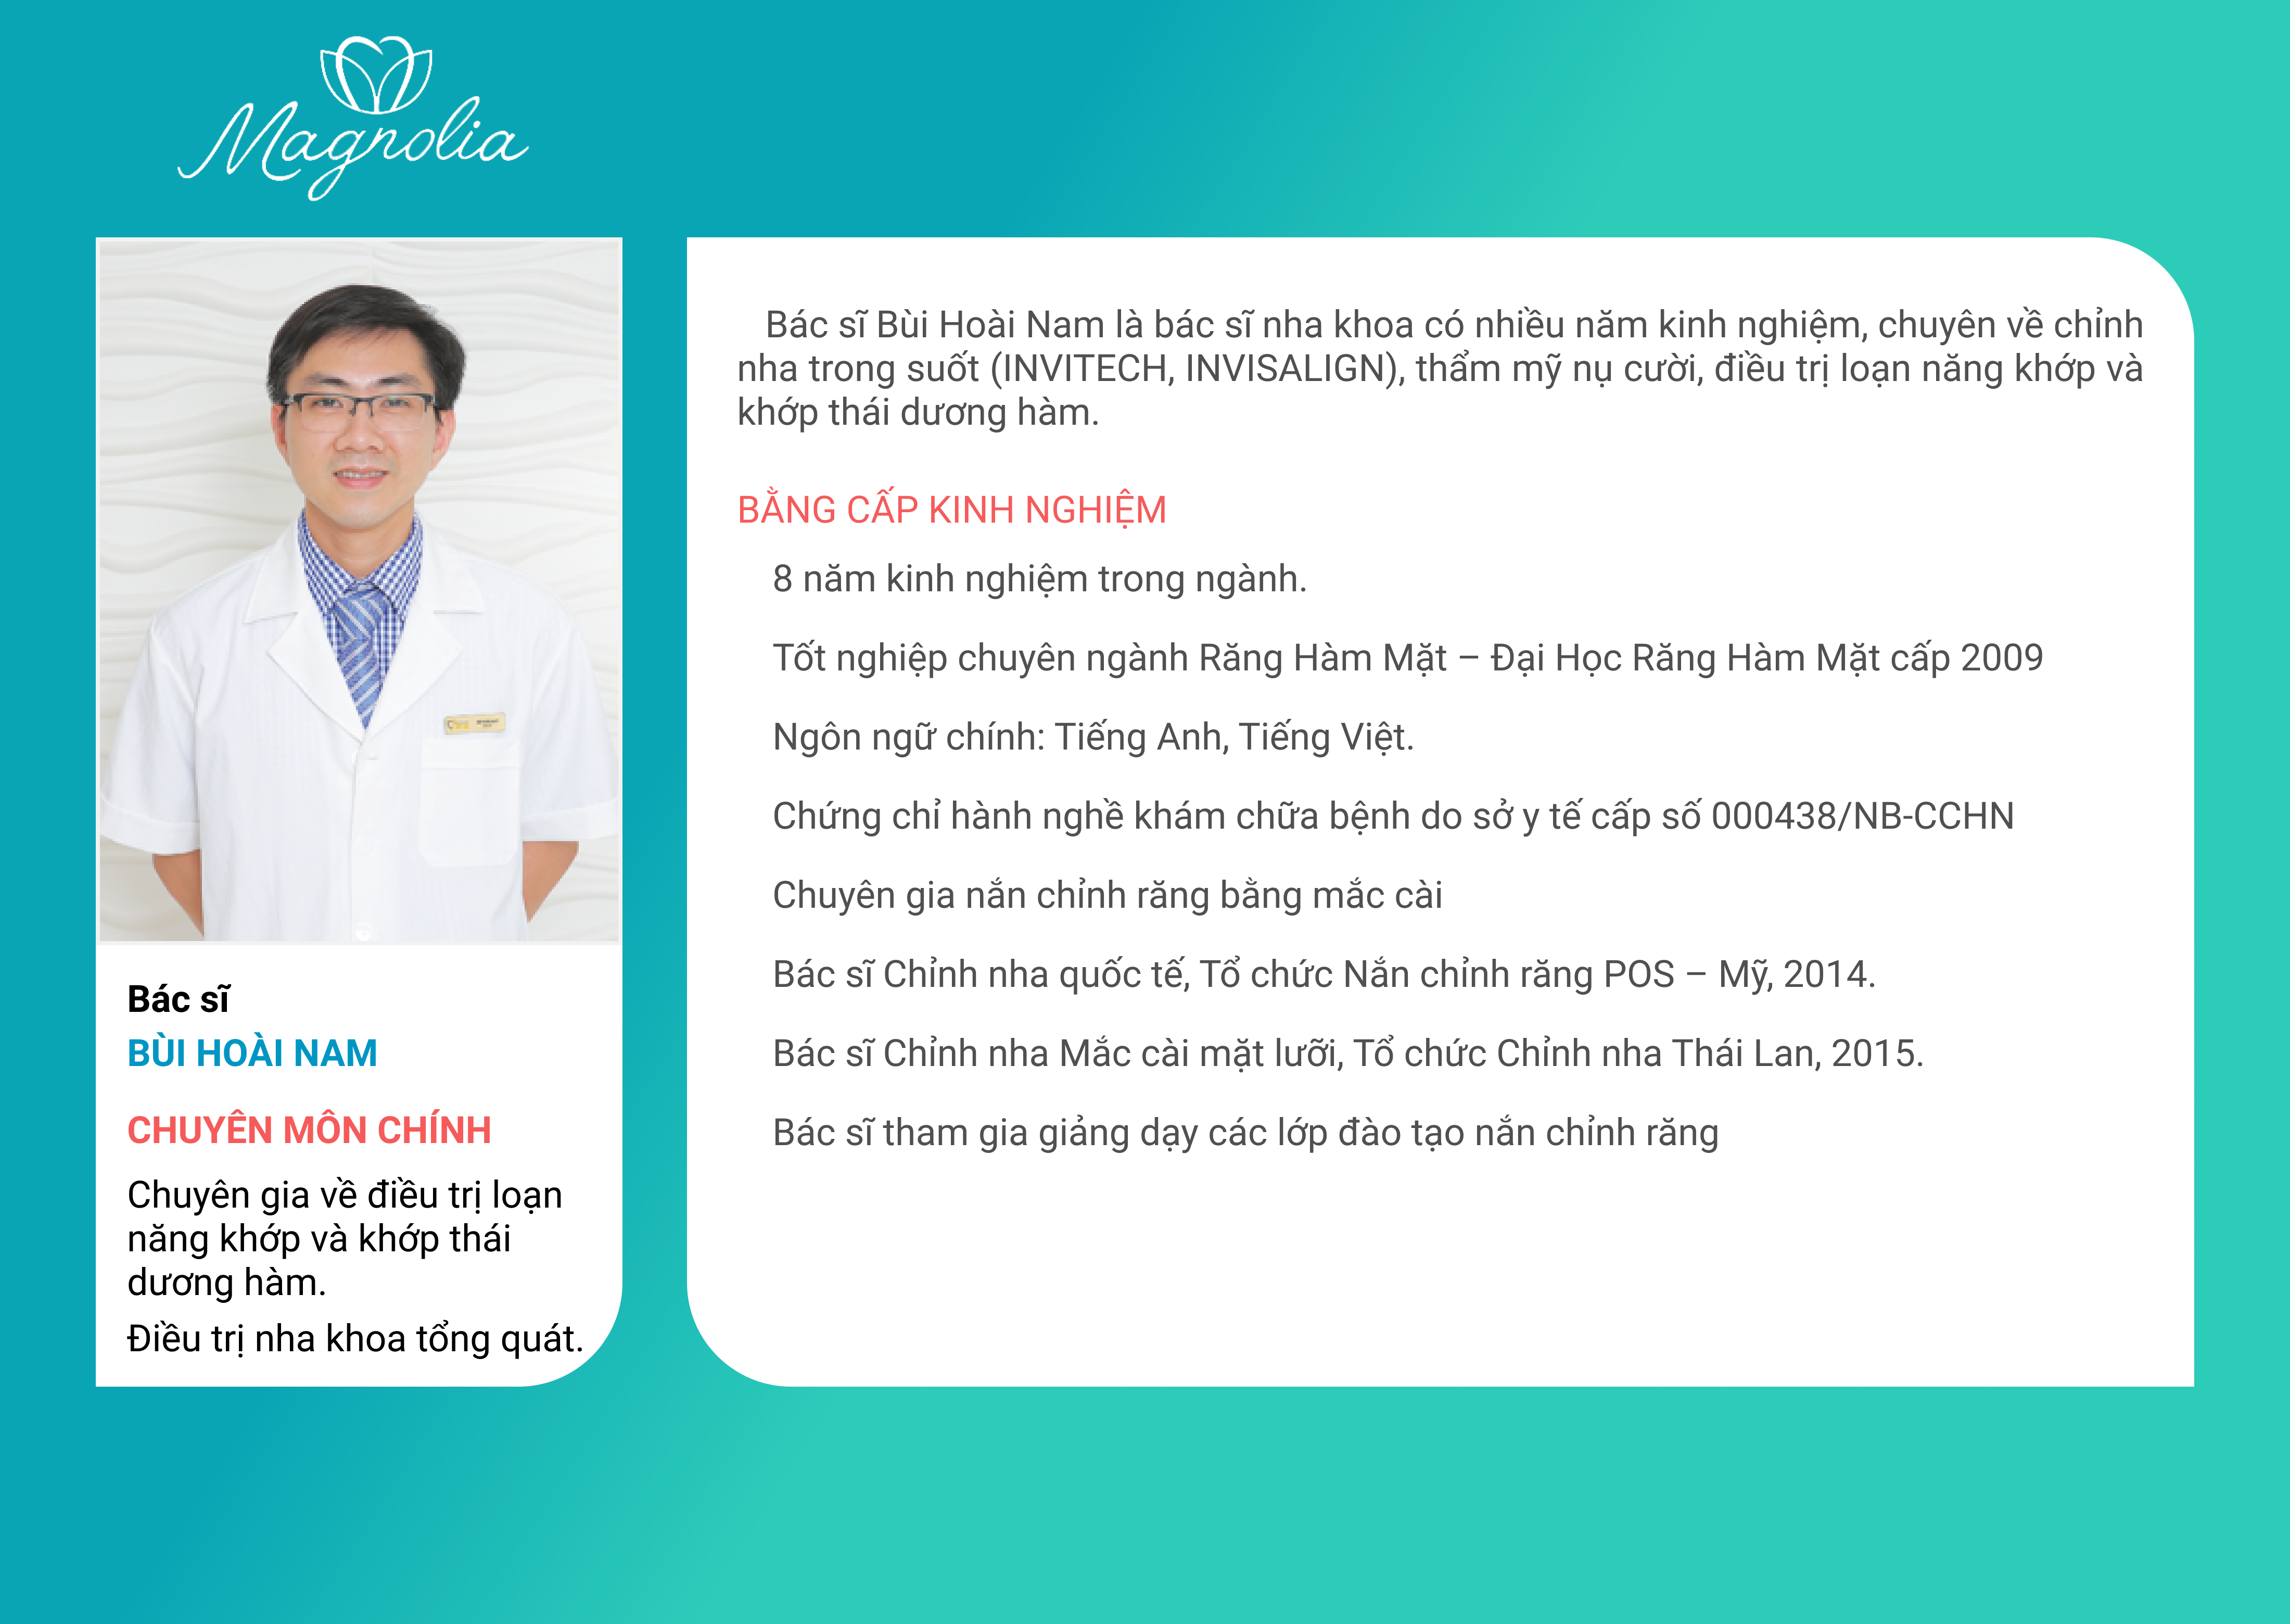 Magnolia
Bác sĩ
BÙI HOÀI NAM
CHUYÊN MÔN CHÍNH
Chuyên gia về điều trị loạn
năng khớp và khớp thái
dương hàm.
Điều trị nha khoa tổng quát.
Bác sĩ Bùi Hoài Nam là bác sĩ nha khoa có nhiều năm kinh nghiệm, chuyên về chỉnh
nha trong suốt (INVITECH, INVISALIGN), thẩm mỹ nụ cười, điều trị loạn năng khớp và
khớp thái dương hàm.
BẰNG CẤP KINH NGHIỆM
8 năm kinh nghiệm trong ngành.
Tốt nghiệp chuyên ngành Răng Hàm Mặt – Đại Học Răng Hàm Mặt cấp 2009
Ngôn ngữ chính: Tiếng Anh, Tiếng Việt.
Chứng chỉ hành nghề khám chữa bệnh do sở y tế cấp số 000438/NB-CCHN
Chuyên gia nắn chỉnh răng bằng mắc cài
Bác sĩ Chỉnh nha quốc tế, Tổ chức Nắn chỉnh răng POS – Mỹ, 2014.
Bác sĩ Chỉnh nha Mắc cài mặt lưỡi, Tổ chức Chỉnh nha Thái Lan, 2015.
Bác sĩ tham gia giảng dạy các lớp đào tạo nắn chỉnh răng